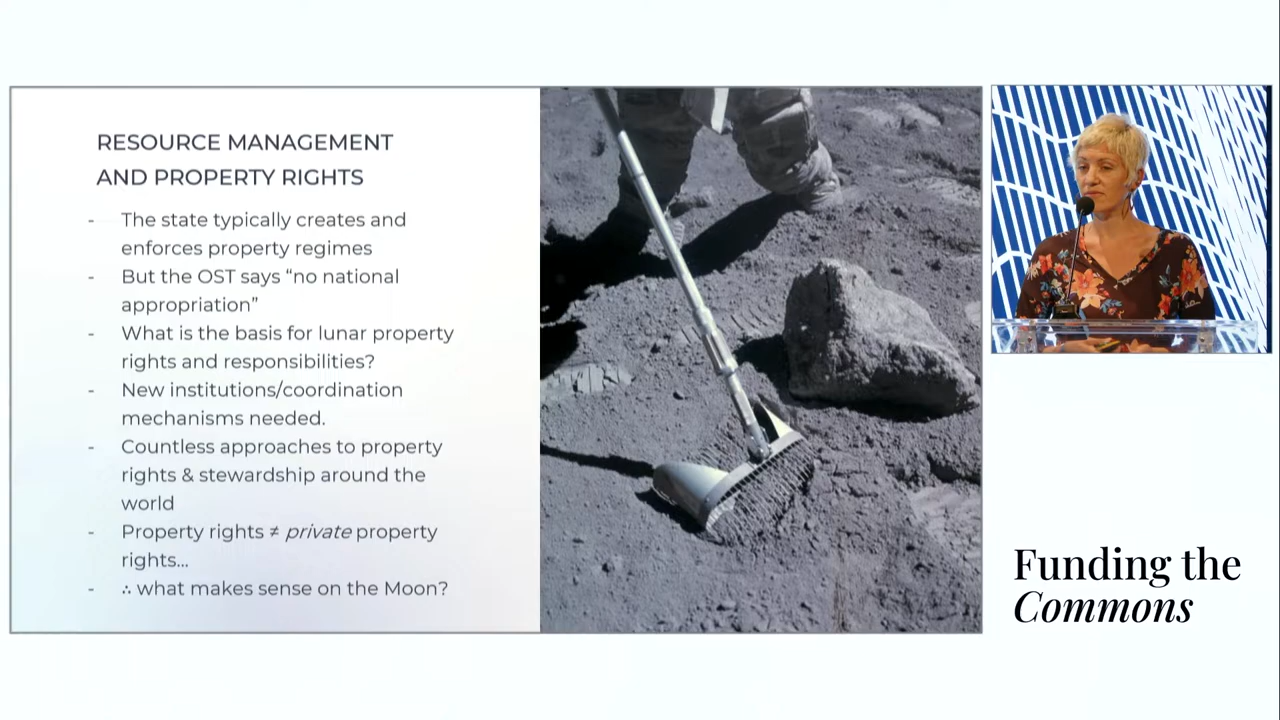 RESOURCE MANAGEMENT
AND PROPERTY RIGHTS
- The state typically creates and
enforces property regimes
- But the OST says “no national
appropriation”
- What is the basis for lunar property
rights and responsibilities?
- New institutions/coordination
mechanisms needed.
- Countless approaches to property
rights & stewardship around the
world
- Property rights ≠ private property
rights...
- ∴ what makes sense on the Moon?
Funding the
Commons